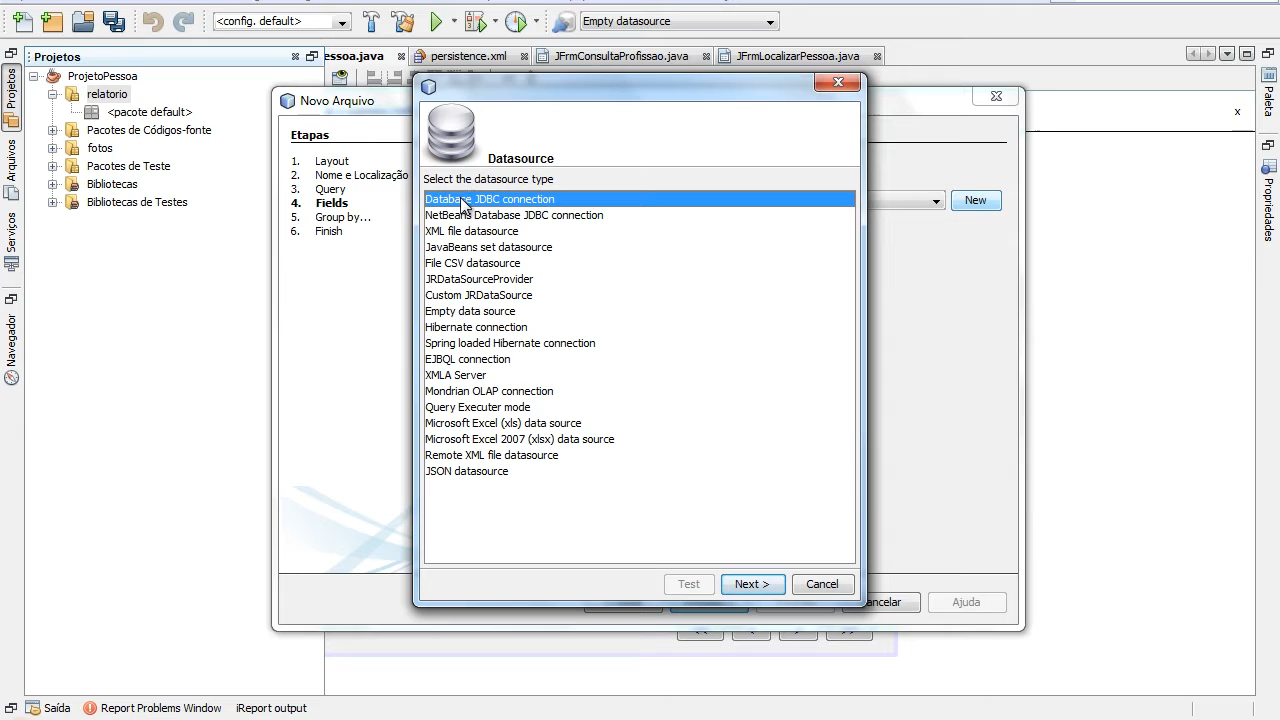 <config. default>
Empty datasource
Projetos
essoa.java
persistence.xml
JFrmConsultaProfissao.java
JFrmLocalizarPessoa.java
ProjetoPessoa
relatorio
<pacote default>
Pacotes de Códigos-fonte
fotos
Pacotes de Teste
Bibliotecas
Bibliotecas de Testes
Projetos
Arquivos
Serviços
Navegador
Paleta
Propriedades
Novo Arquivo
x
Etapas
1. Layout
2. Nome e Localização
3. Query
4. Fields
5. Group by...
6. Finish
New
Datasource
Select the datasource type
Database JDBC connection
NetBeans Database JDBC connection
XML file datasource
JavaBeans set datasource
File CSV datasource
JRDataSourceProvider
Custom JRDataSource
Empty data source
Hibernate connection
Spring loaded Hibernate connection
EJBQL connection
XMLA Server
Mondrian OLAP connection
Query Executer mode
Microsoft Excel (xls) data source
Microsoft Excel 2007 (xlsx) data source
Remote XML file datasource
JSON datasource
Test
Next >
Cancel
ancelar
Ajuda
<< < > >>
Saída
Report Problems Window
iReport output